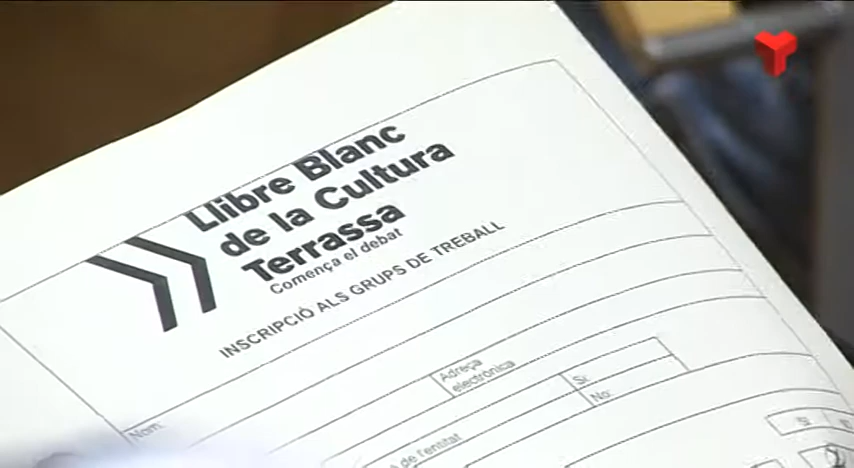 Llibre Blanc
de la Cultura
Terrassa
Comença el debat
INSCRIPCIÓ ALS GRUPS DE TREBALL
Nom:
Adreça
electrònica
Sí:
No:
de l'entitat
SI